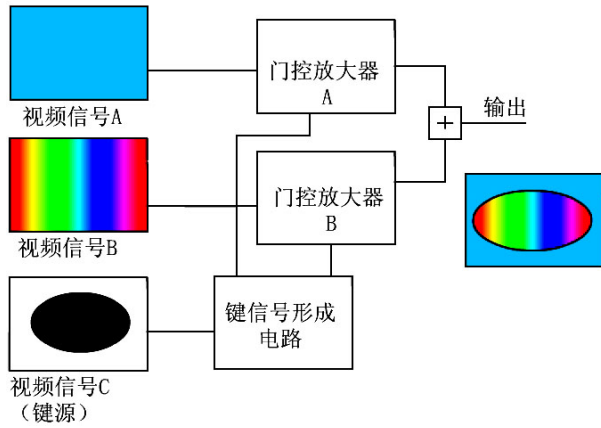 视频信号A
门控放大器
A
输出
+
视频信号B
门控放大器
B
键信号形成
电路
视频信号C
（键源）